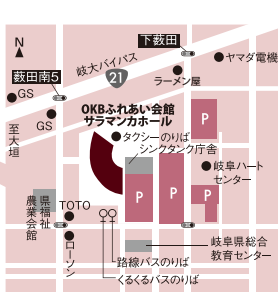 N
下薮田
ヤマダ電機
岐大バイパス
21
薮田南5
ラーメン屋
GS
OKBふれあい会館
サラマンカホール
GS
P
至大垣
タクシーのりば
シンクタンク庁舎
岐阜ハート
センター
P
P
P
県福祉
農業会館
TOTO
ローソン
岐阜県総合
教育センター
路線バスのりば
くるくるバスのりば